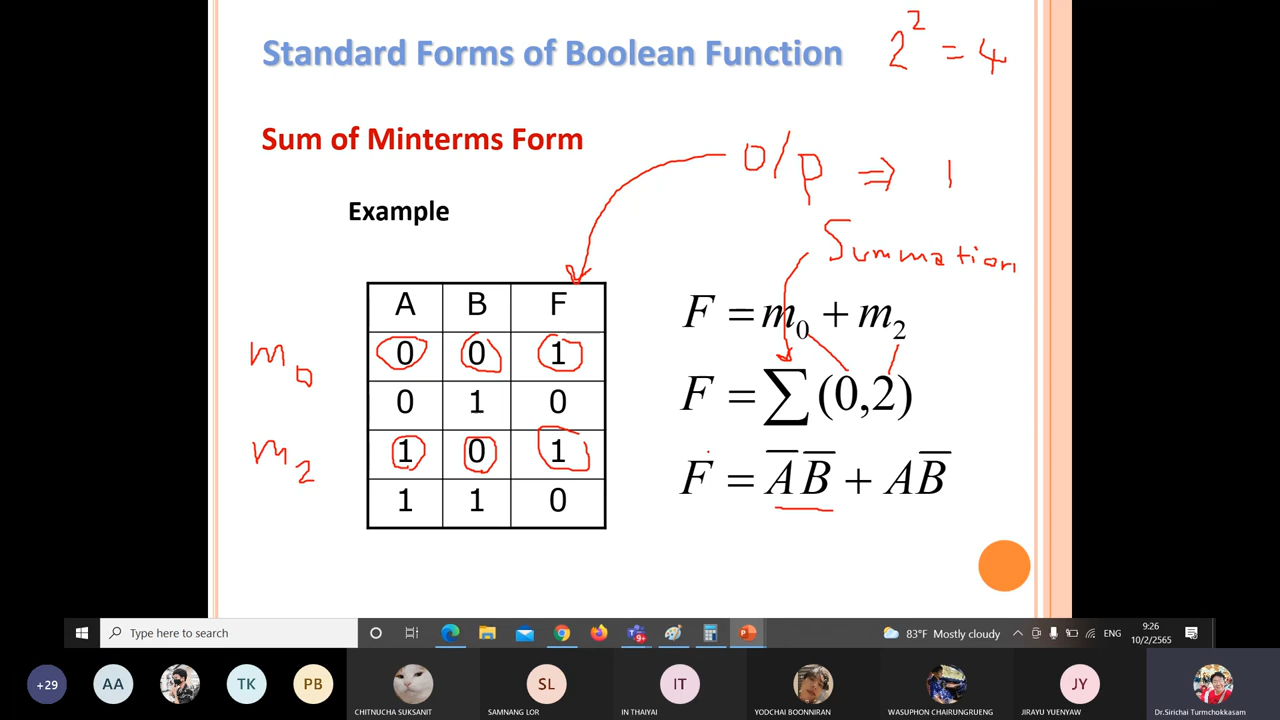 Standard Forms of Boolean Function
2² = 4
Sum of Minterms Form
O/p ⇒ 1
Example
Summation
A B F
m₀ 0 0 1
0 1 0
m₂ 1 0 1
1 1 0
F = m₀ + m₂
F = ∑(0,2)
F = A̅B̅ + AB̅
Type here to search
9+
83°F Mostly cloudy
ENG
9:26
10/2/2565
+29
AA
TK
PB
CHITNUCHA SUKSANIT
SL
SAMNANG LOR
IT
IN THAIYAI
YODCHAI BOONNIRAN
WASUPHON CHAIRUNGRUENG
JY
JIRAYU YUENYAW
Dr.Sirichai Turmchokkasam